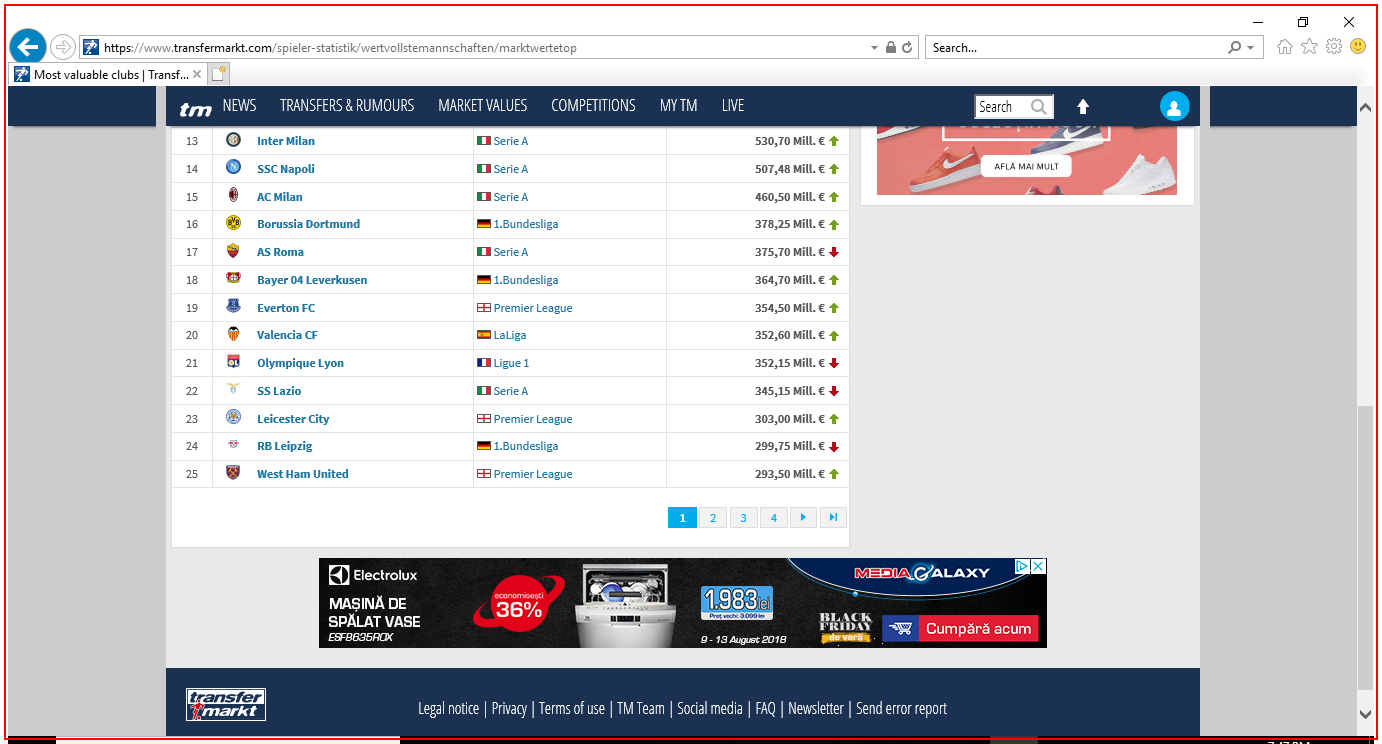 https://www.transfermarkt.com/spieler-statistik/wertvollstemannschaften/marktwertetop
Search...
Most valuable clubs | Transf...
tm NEWS TRANSFERS & RUMOURS MARKET VALUES COMPETITIONS MY TM LIVE Search
13 Inter Milan Serie A 530,70 Mill. €
14 SSC Napoli Serie A 507,48 Mill. €
15 AC Milan Serie A 460,50 Mill. €
16 Borussia Dortmund 1.Bundesliga 378,25 Mill. €
17 AS Roma Serie A 375,70 Mill. €
18 Bayer 04 Leverkusen 1.Bundesliga 364,70 Mill. €
19 Everton FC Premier League 354,50 Mill. €
20 Valencia CF LaLiga 352,60 Mill. €
21 Olympique Lyon Ligue 1 352,15 Mill. €
22 SS Lazio Serie A 345,15 Mill. €
23 Leicester City Premier League 303,00 Mill. €
24 RB Leipzig 1.Bundesliga 299,75 Mill. €
25 West Ham United Premier League 293,50 Mill. €
AFLĂ MAI MULT
1 2 3 4
Electrolux
MAȘINĂ DE
SPĂLAT VASE
ESF8635ROX
economisești
36%
1.983 lei
Preț vechi: 3.099 lei
9 - 13 August 2018
MEDIA GALAXY
BLACK
FRIDAY
de vară
Cumpără acum
transfer
markt
Legal notice | Privacy | Terms of use | TM Team | Social media | FAQ | Newsletter | Send error report